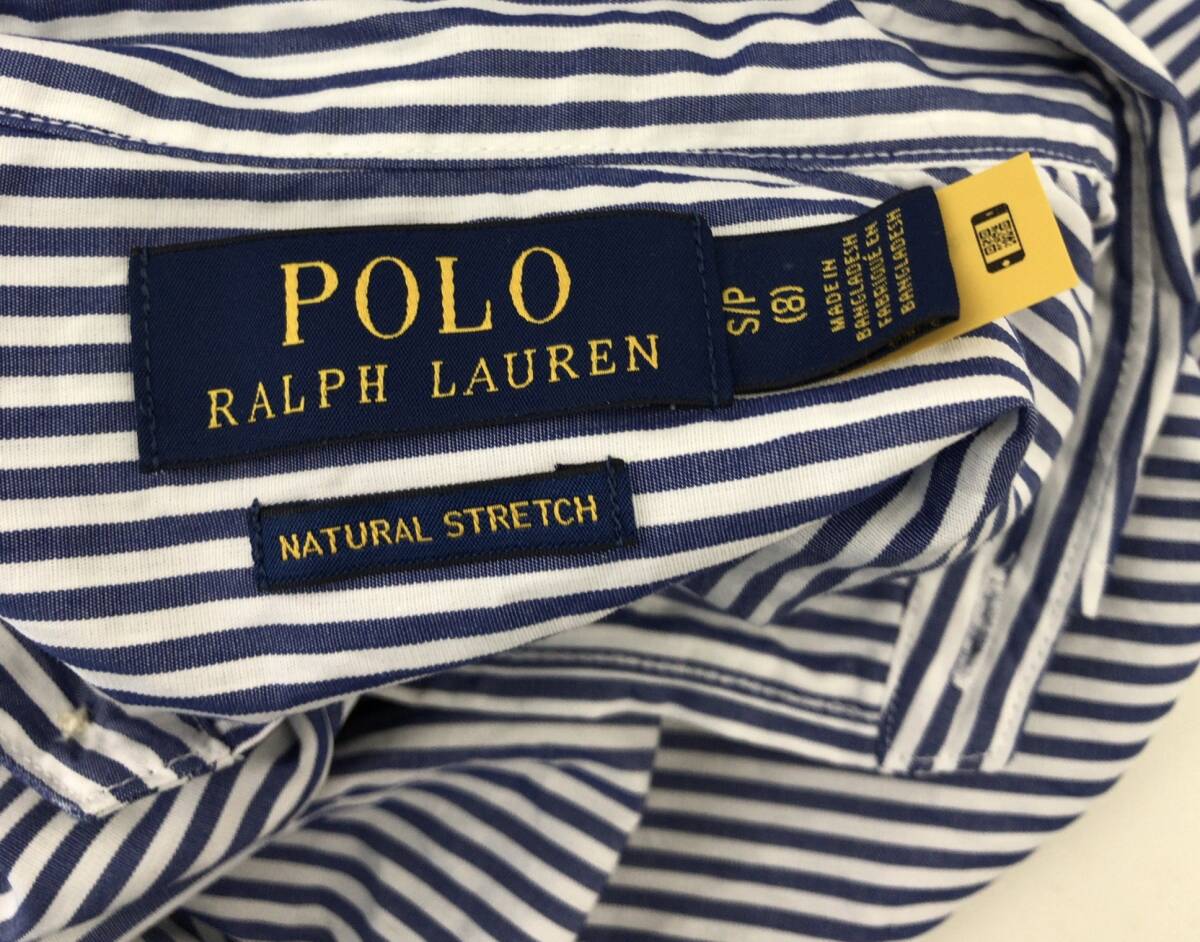 POLO
RALPH LAUREN
S/P
(8)
MADE IN
BANGLADESH
FABRIQUÉ EN
BANGLADESH
NATURAL STRETCH